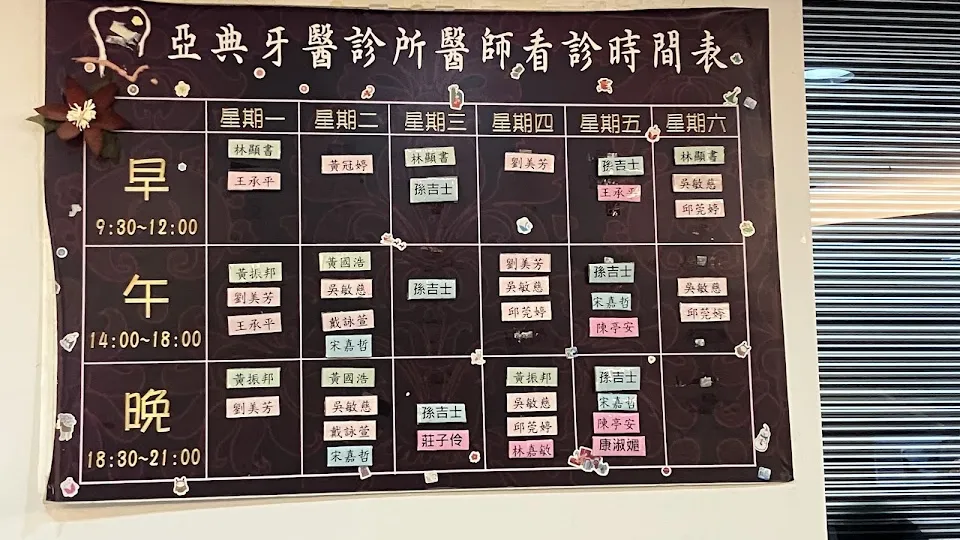 亞典牙醫診所醫師看診時間表
星期一 星期二 星期三 星期四 星期五 星期六
早
9:30~12:00
林顯書 黃冠婷 林顯書 劉美芳 孫吉士 林顯書
王承平 孫吉士 王承平 吳敏慈
邱莞婷
午
14:00~18:00
黃振邦 黃國浩 孫吉士 劉美芳 孫吉士 吳敏慈
劉美芳 吳敏慈 吳敏慈 宋嘉哲 邱莞婷
王承平 戴詠萱 邱莞婷 陳亭安
宋嘉哲
晚
18:30~21:00
黃振邦 黃國浩 孫吉士 黃振邦 孫吉士
劉美芳 吳敏慈 莊子伶 吳敏慈 宋嘉哲
戴詠萱 邱莞婷 陳亭安
宋嘉哲 林嘉敏 康淑媚